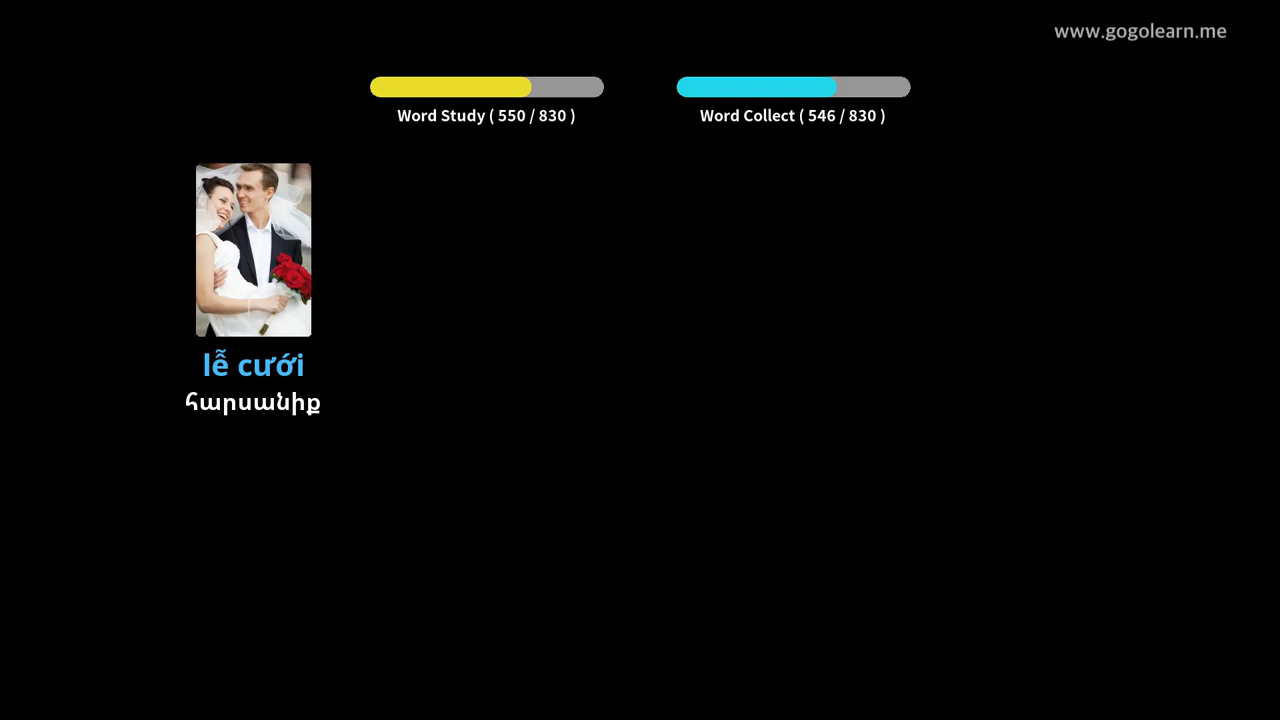 www.gogolearn.me
Word Study ( 550 / 830 )
Word Collect ( 546 / 830 )
lễ cưới
հարսանիք